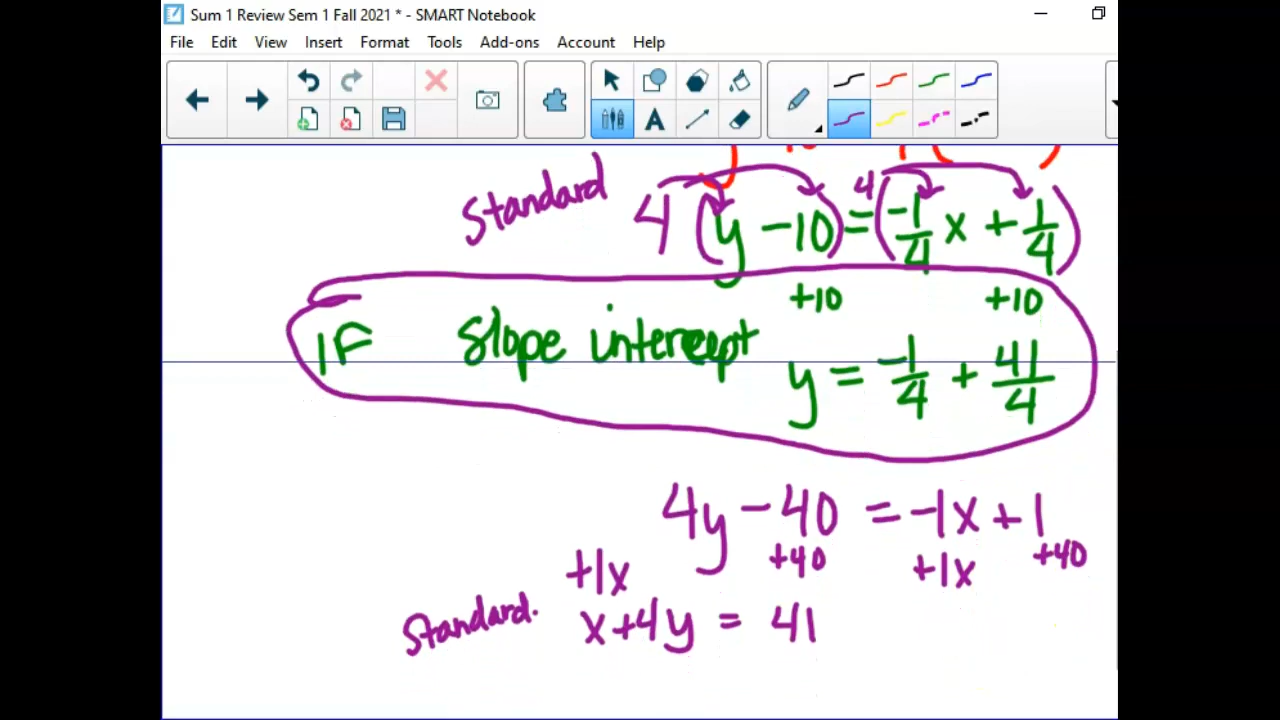 Sum 1 Review Sem 1 Fall 2021 * - SMART Notebook
File Edit View Insert Format Tools Add-ons Account Help
Standard 4(y - 10) = 4(-1/4 x + 1/4)
+10 +10
IF slope intercept y = -1/4 + 41/4
4y - 40 = -1x + 1
+1x +40 +1x +40
Standard. x + 4y = 41